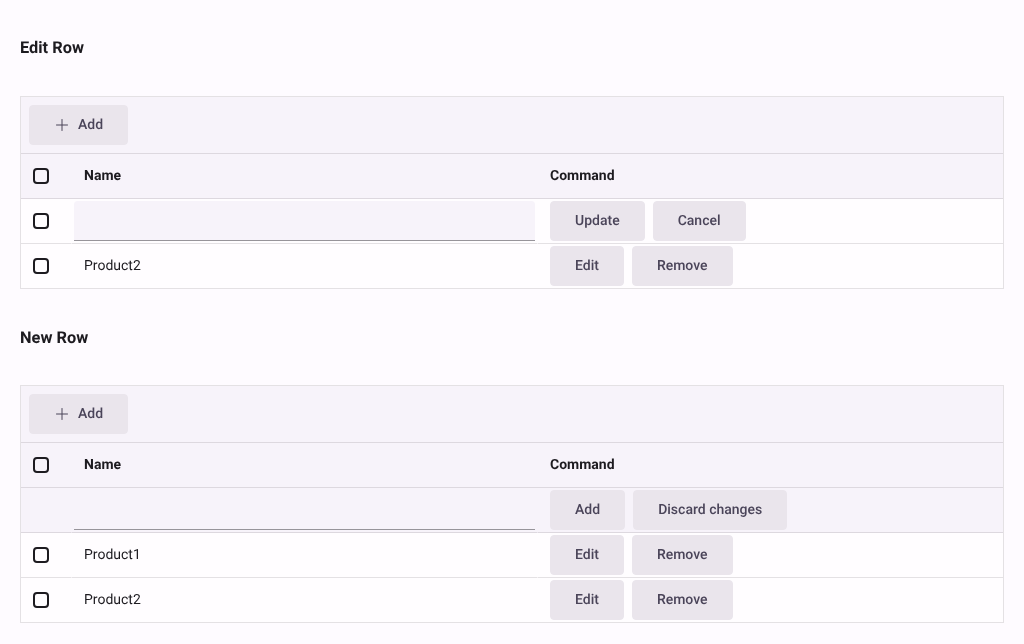 Edit Row
Add
Name Command
Update Cancel
Product2 Edit Remove
New Row
Add
Name Command
Add Discard changes
Product1 Edit Remove
Product2 Edit Remove